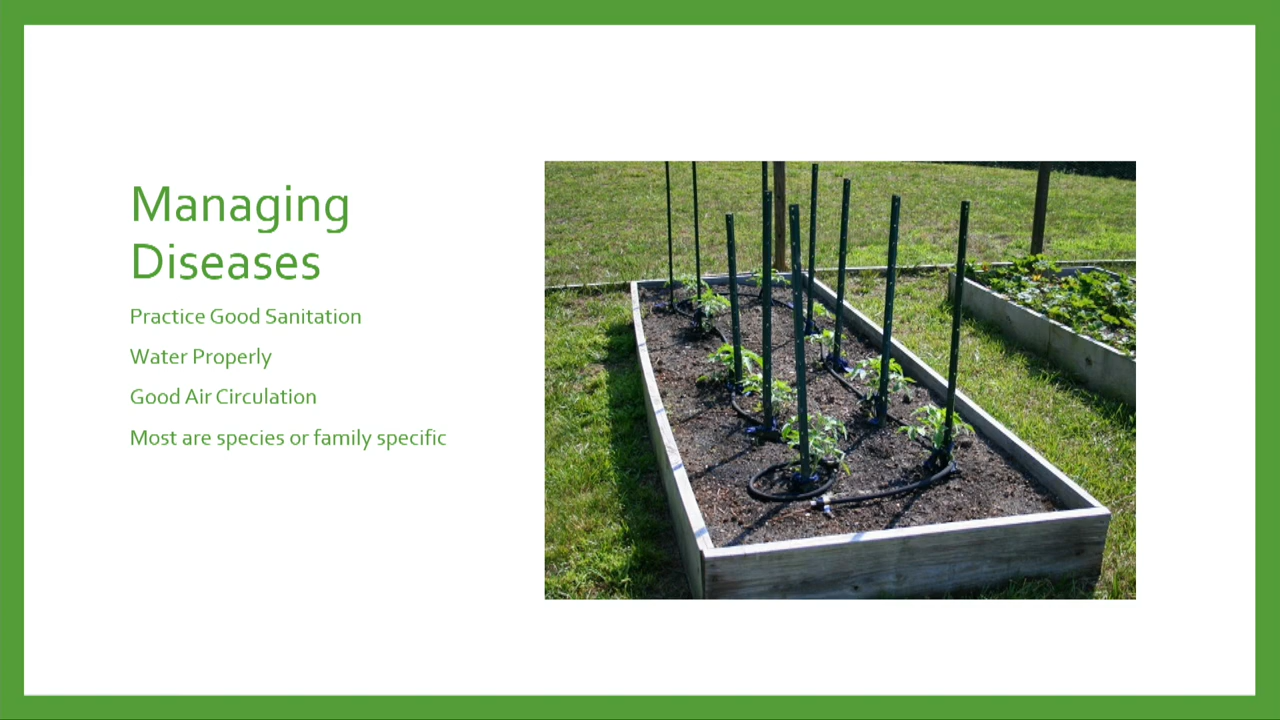 Managing
Diseases
Practice Good Sanitation
Water Properly
Good Air Circulation
Most are species or family specific